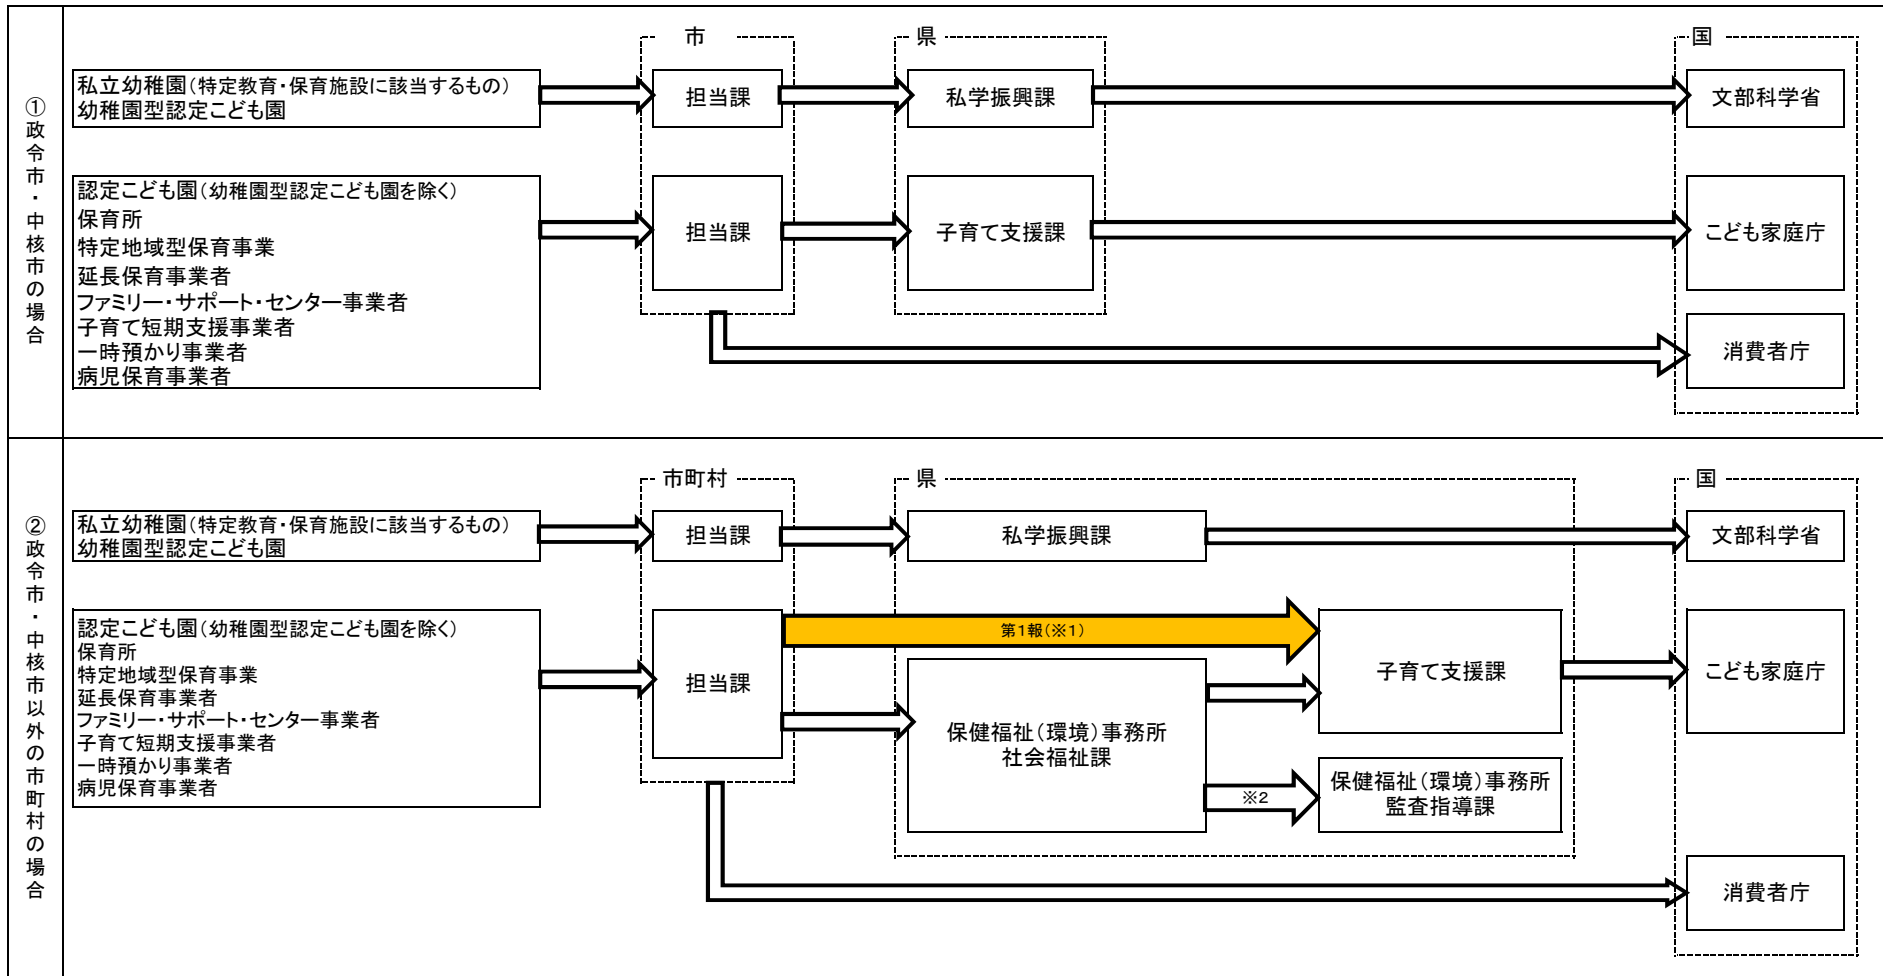 ①政令市・中核市の場合
市
県
国
私立幼稚園(特定教育・保育施設に該当するもの)
幼稚園型認定こども園
担当課
私学振興課
文部科学省
認定こども園(幼稚園型認定こども園を除く)
保育所
特定地域型保育事業
延長保育事業者
ファミリー・サポート・センター事業者
子育て短期支援事業者
一時預かり事業者
病児保育事業者
担当課
子育て支援課
こども家庭庁
消費者庁
②政令市・中核市以外の市町村の場合
市町村
県
国
私立幼稚園(特定教育・保育施設に該当するもの)
幼稚園型認定こども園
担当課
私学振興課
文部科学省
認定こども園(幼稚園型認定こども園を除く)
保育所
特定地域型保育事業
延長保育事業者
ファミリー・サポート・センター事業者
子育て短期支援事業者
一時預かり事業者
病児保育事業者
担当課
第1報(※1)
保健福祉(環境)事務所
社会福祉課
子育て支援課
こども家庭庁
※2
保健福祉(環境)事務所
監査指導課
消費者庁